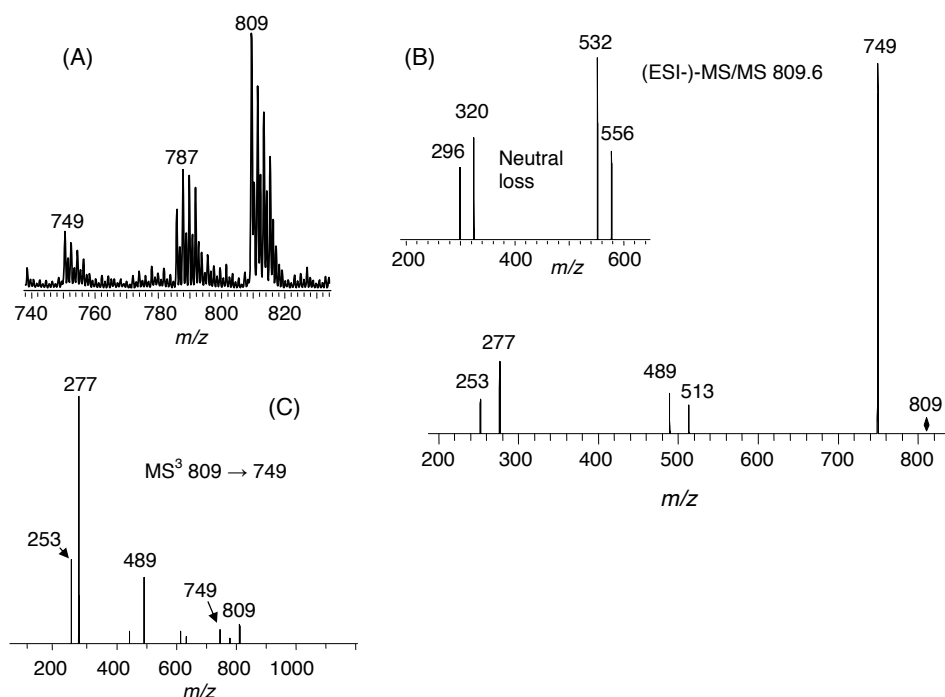 (A)
809
787
749
740 760 780 800 820
m/z
(B)
532
749
(ESI-)-MS/MS 809.6
320
556
296
Neutral
loss
200 400 600
m/z
277
253
489
513
809
200 300 400 500 600 700 800
m/z
277
(C)
MS³ 809 → 749
253
489
749
809
200 400 600 800 1000
m/z